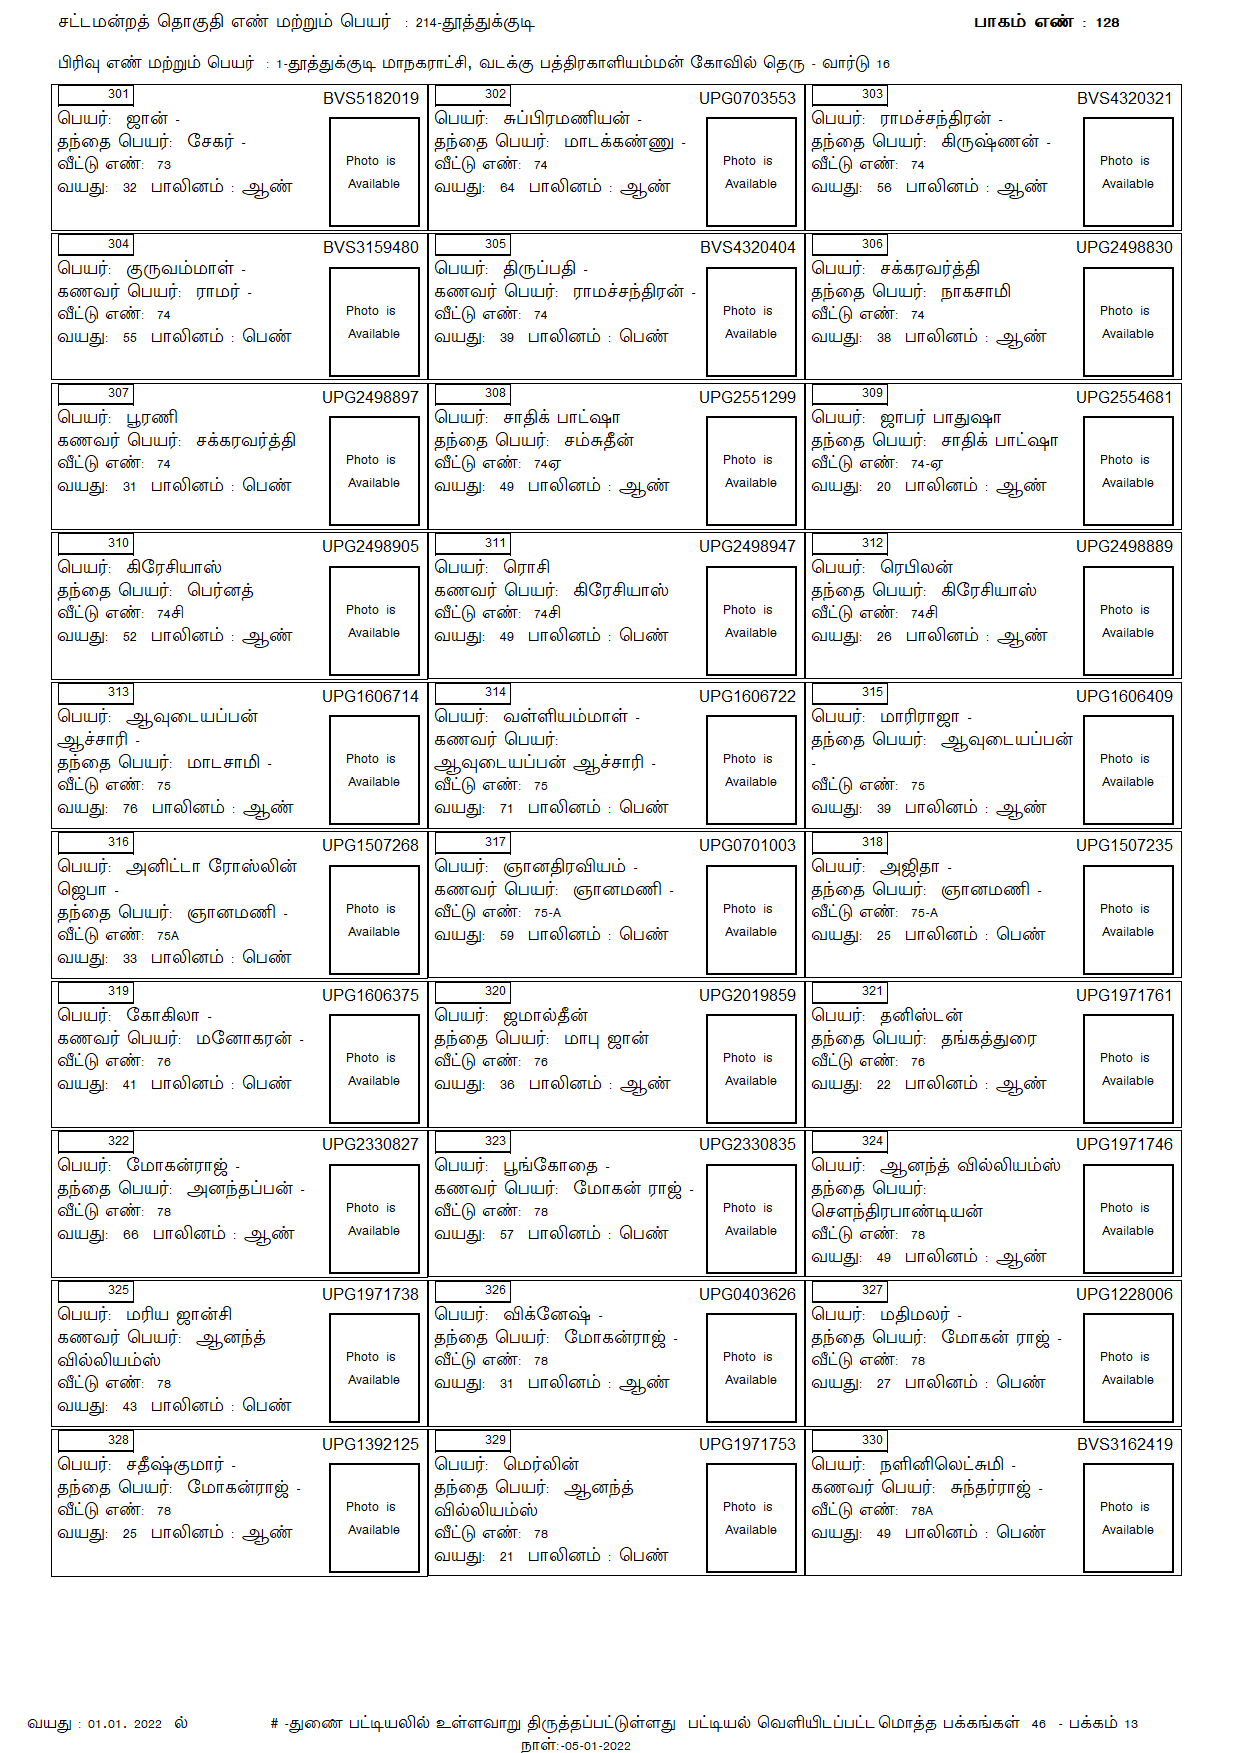 சட்டமன்றத் தொகுதி எண் மற்றும் பெயர் : 214-தூத்துக்குடி பாகம் எண் : 128
பிரிவு எண் மற்றும் பெயர் : 1-தூத்துக்குடி மாநகராட்சி, வடக்கு பத்திரகாளியம்மன் கோவில் தெரு - வார்டு 16
301 BVS5182019
பெயர்: ஜான் -
தந்தை பெயர்: சேகர் -
வீட்டு எண்: 73
வயது: 32 பாலினம் : ஆண்
Photo is
Available
302 UPG0703553
பெயர்: சுப்பிரமணியன் -
தந்தை பெயர்: மாடக்கண்ணு -
வீட்டு எண்: 74
வயது: 64 பாலினம் : ஆண்
Photo is
Available
303 BVS4320321
பெயர்: ராமச்சந்திரன் -
தந்தை பெயர்: கிருஷ்ணன் -
வீட்டு எண்: 74
வயது: 56 பாலினம் : ஆண்
Photo is
Available
304 BVS3159480
பெயர்: குருவம்மாள் -
கணவர் பெயர்: ராமர் -
வீட்டு எண்: 74
வயது: 55 பாலினம் : பெண்
Photo is
Available
305 BVS4320404
பெயர்: திருப்பதி -
கணவர் பெயர்: ராமச்சந்திரன் -
வீட்டு எண்: 74
வயது: 39 பாலினம் : பெண்
Photo is
Available
306 UPG2498830
பெயர்: சக்கரவர்த்தி
தந்தை பெயர்: நாகசாமி
வீட்டு எண்: 74
வயது: 38 பாலினம் : ஆண்
Photo is
Available
307 UPG2498897
பெயர்: பூரணி
கணவர் பெயர்: சக்கரவர்த்தி
வீட்டு எண்: 74
வயது: 31 பாலினம் : பெண்
Photo is
Available
308 UPG2551299
பெயர்: சாதிக் பாட்ஷா
தந்தை பெயர்: சம்சுதீன்
வீட்டு எண்: 74ஏ
வயது: 49 பாலினம் : ஆண்
Photo is
Available
309 UPG2554681
பெயர்: ஜாபர் பாதுஷா
தந்தை பெயர்: சாதிக் பாட்ஷா
வீட்டு எண்: 74-ஏ
வயது: 20 பாலினம் : ஆண்
Photo is
Available
310 UPG2498905
பெயர்: கிரேசியாஸ்
தந்தை பெயர்: பெர்னத்
வீட்டு எண்: 74சி
வயது: 52 பாலினம் : ஆண்
Photo is
Available
311 UPG2498947
பெயர்: ரொசி
கணவர் பெயர்: கிரேசியாஸ்
வீட்டு எண்: 74சி
வயது: 49 பாலினம் : பெண்
Photo is
Available
312 UPG2498889
பெயர்: ரெபிலன்
தந்தை பெயர்: கிரேசியாஸ்
வீட்டு எண்: 74சி
வயது: 26 பாலினம் : ஆண்
Photo is
Available
313 UPG1606714
பெயர்: ஆவுடையப்பன்
ஆச்சாரி -
தந்தை பெயர்: மாடசாமி -
வீட்டு எண்: 75
வயது: 76 பாலினம் : ஆண்
Photo is
Available
314 UPG1606722
பெயர்: வள்ளியம்மாள் -
கணவர் பெயர்:
ஆவுடையப்பன் ஆச்சாரி -
வீட்டு எண்: 75
வயது: 71 பாலினம் : பெண்
Photo is
Available
315 UPG1606409
பெயர்: மாரிராஜா -
தந்தை பெயர்: ஆவுடையப்பன்
-
வீட்டு எண்: 75
வயது: 39 பாலினம் : ஆண்
Photo is
Available
316 UPG1507268
பெயர்: அனிட்டா ரோஸ்லின்
ஜெபா -
தந்தை பெயர்: ஞானமணி -
வீட்டு எண்: 75A
வயது: 33 பாலினம் : பெண்
Photo is
Available
317 UPG0701003
பெயர்: ஞானதிரவியம் -
கணவர் பெயர்: ஞானமணி -
வீட்டு எண்: 75-A
வயது: 59 பாலினம் : பெண்
Photo is
Available
318 UPG1507235
பெயர்: அஜிதா -
தந்தை பெயர்: ஞானமணி -
வீட்டு எண்: 75-A
வயது: 25 பாலினம் : பெண்
Photo is
Available
319 UPG1606375
பெயர்: கோகிலா -
கணவர் பெயர்: மனோகரன் -
வீட்டு எண்: 76
வயது: 41 பாலினம் : பெண்
Photo is
Available
320 UPG2019859
பெயர்: ஜமால்தீன்
தந்தை பெயர்: மாபு ஜான்
வீட்டு எண்: 76
வயது: 36 பாலினம் : ஆண்
Photo is
Available
321 UPG1971761
பெயர்: தனிஸ்டன்
தந்தை பெயர்: தங்கத்துரை
வீட்டு எண்: 76
வயது: 22 பாலினம் : ஆண்
Photo is
Available
322 UPG2330827
பெயர்: மோகன்ராஜ் -
தந்தை பெயர்: அனந்தப்பன் -
வீட்டு எண்: 78
வயது: 66 பாலினம் : ஆண்
Photo is
Available
323 UPG2330835
பெயர்: பூங்கோதை -
கணவர் பெயர்: மோகன் ராஜ் -
வீட்டு எண்: 78
வயது: 57 பாலினம் : பெண்
Photo is
Available
324 UPG1971746
பெயர்: ஆனந்த் வில்லியம்ஸ்
தந்தை பெயர்:
சௌந்திரபாண்டியன்
வீட்டு எண்: 78
வயது: 49 பாலினம் : ஆண்
Photo is
Available
325 UPG1971738
பெயர்: மரிய ஜான்சி
கணவர் பெயர்: ஆனந்த்
வில்லியம்ஸ்
வீட்டு எண்: 78
வயது: 43 பாலினம் : பெண்
Photo is
Available
326 UPG0403626
பெயர்: விக்னேஷ் -
தந்தை பெயர்: மோகன்ராஜ் -
வீட்டு எண்: 78
வயது: 31 பாலினம் : ஆண்
Photo is
Available
327 UPG1228006
பெயர்: மதிமலர் -
தந்தை பெயர்: மோகன் ராஜ் -
வீட்டு எண்: 78
வயது: 27 பாலினம் : பெண்
Photo is
Available
328 UPG1392125
பெயர்: சதீஷ்குமார் -
தந்தை பெயர்: மோகன்ராஜ் -
வீட்டு எண்: 78
வயது: 25 பாலினம் : ஆண்
Photo is
Available
329 UPG1971753
பெயர்: மெர்லின்
தந்தை பெயர்: ஆனந்த்
வில்லியம்ஸ்
வீட்டு எண்: 78
வயது: 21 பாலினம் : பெண்
Photo is
Available
330 BVS3162419
பெயர்: நளினிலெட்சுமி -
கணவர் பெயர்: சுந்தர்ராஜ் -
வீட்டு எண்: 78A
வயது: 49 பாலினம் : பெண்
Photo is
Available
வயது : 01.01. 2022 ல் # -துணை பட்டியலில் உள்ளவாறு திருத்தப்பட்டுள்ளது பட்டியல் வெளியிடப்பட்ட மொத்த பக்கங்கள் 46 - பக்கம் 13
நாள்:-05-01-2022